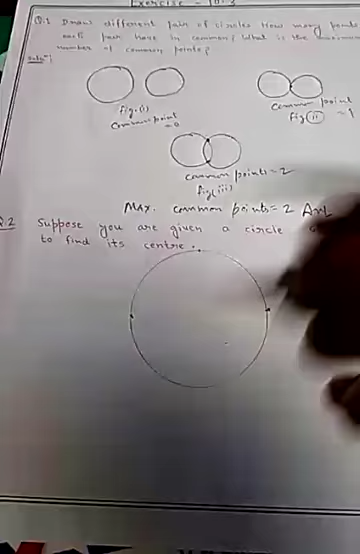 Exercise - 10.3
Q.1 Draw different pair of circles. How many points
each pair have in common? What is the maximum
number of common points?
Soln:-
fig.(i)
common point
=0
common point
fig(ii) = 1
common points = 2
fig(iii)
Max. common points = 2 Ans
Q.2 Suppose you are given a circle
to find its centre.